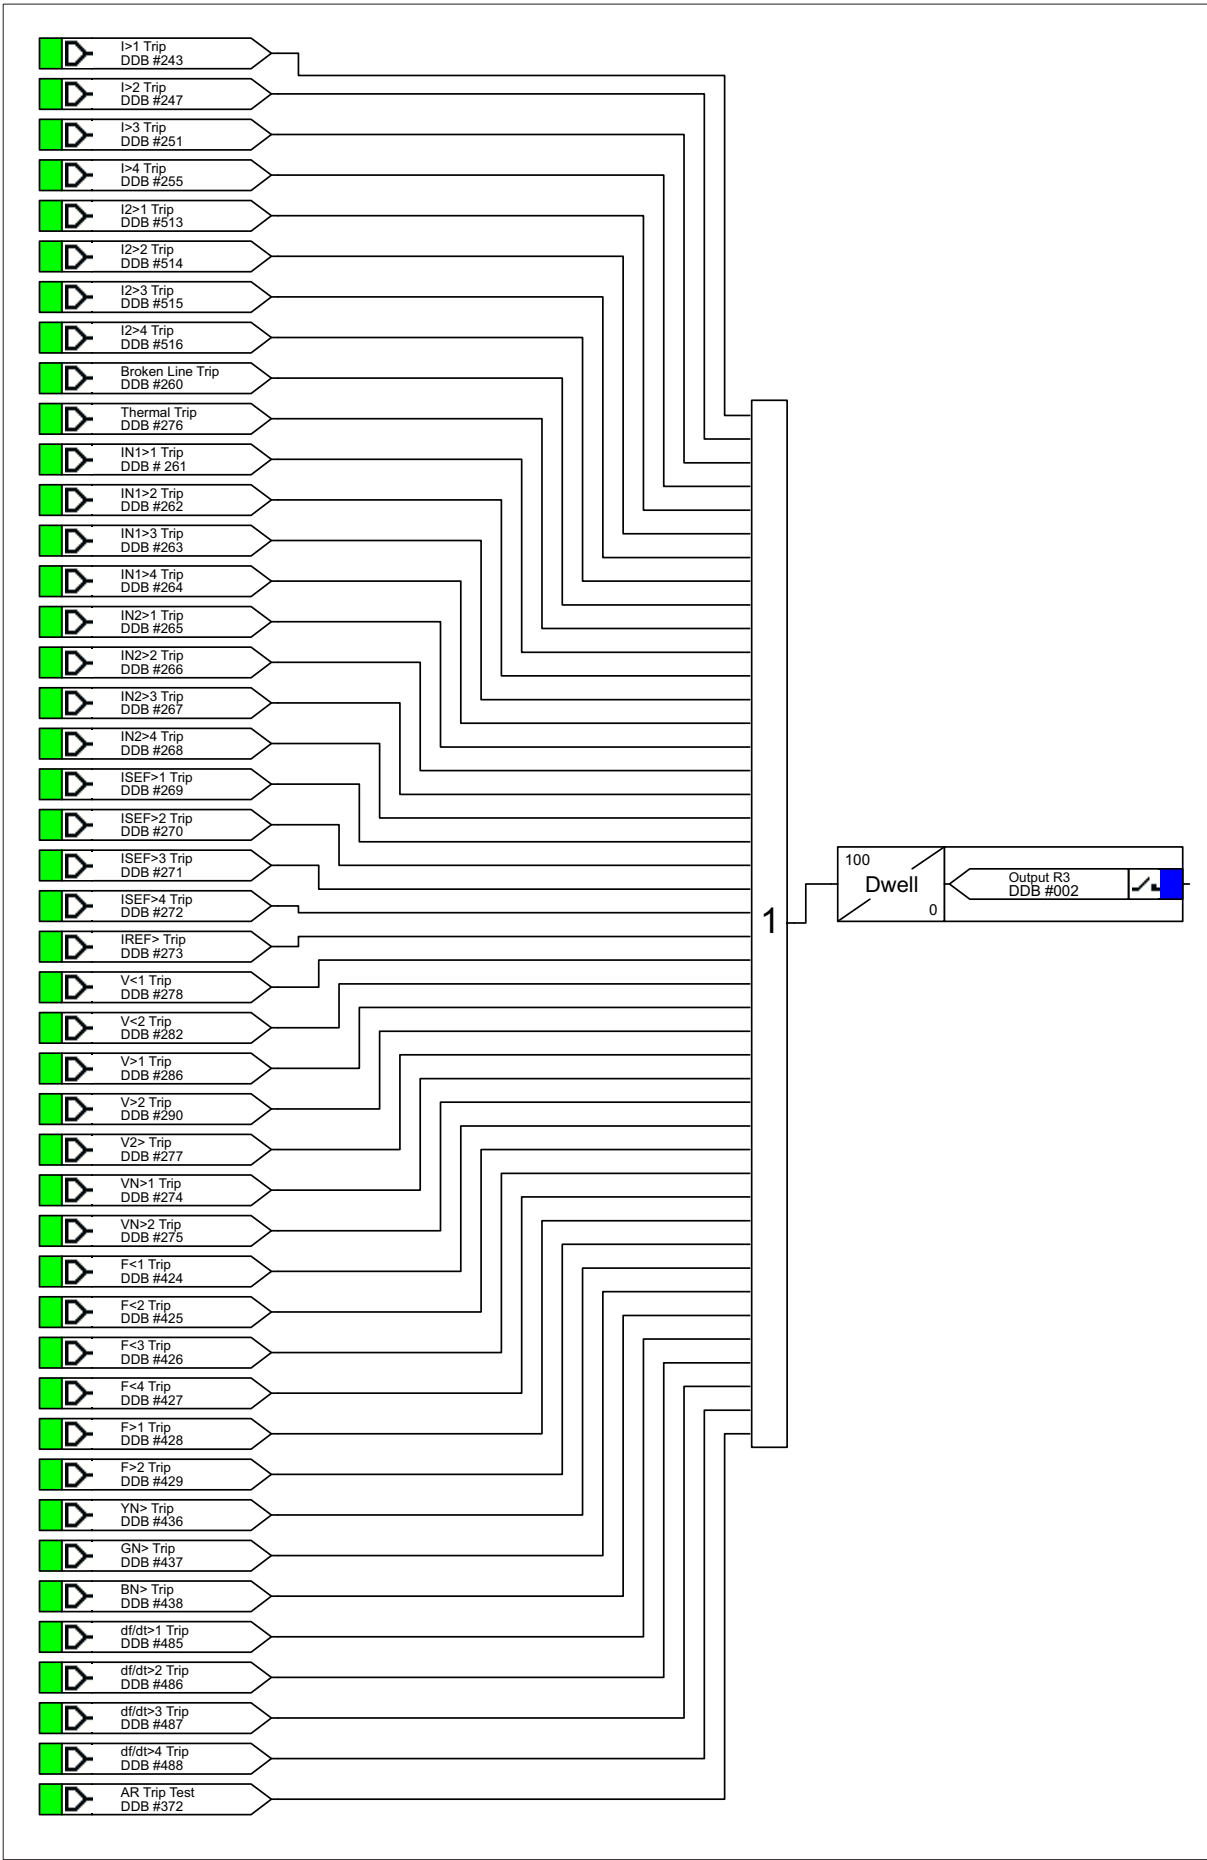 I>1 Trip
DDB #243
I>2 Trip
DDB #247
I>3 Trip
DDB #251
I>4 Trip
DDB #255
I2>1 Trip
DDB #513
I2>2 Trip
DDB #514
I2>3 Trip
DDB #515
I2>4 Trip
DDB #516
Broken Line Trip
DDB #260
Thermal Trip
DDB #276
IN1>1 Trip
DDB # 261
IN1>2 Trip
DDB #262
IN1>3 Trip
DDB #263
IN1>4 Trip
DDB #264
IN2>1 Trip
DDB #265
IN2>2 Trip
DDB #266
IN2>3 Trip
DDB #267
IN2>4 Trip
DDB #268
ISEF>1 Trip
DDB #269
ISEF>2 Trip
DDB #270
ISEF>3 Trip
DDB #271
ISEF>4 Trip
DDB #272
IREF> Trip
DDB #273
V<1 Trip
DDB #278
V<2 Trip
DDB #282
V>1 Trip
DDB #286
V>2 Trip
DDB #290
V2> Trip
DDB #277
VN>1 Trip
DDB #274
VN>2 Trip
DDB #275
F<1 Trip
DDB #424
F<2 Trip
DDB #425
F<3 Trip
DDB #426
F<4 Trip
DDB #427
F>1 Trip
DDB #428
F>2 Trip
DDB #429
YN> Trip
DDB #436
GN> Trip
DDB #437
BN> Trip
DDB #438
df/dt>1 Trip
DDB #485
df/dt>2 Trip
DDB #486
df/dt>3 Trip
DDB #487
df/dt>4 Trip
DDB #488
AR Trip Test
DDB #372
1
100
Dwell
0
Output R3
DDB #002